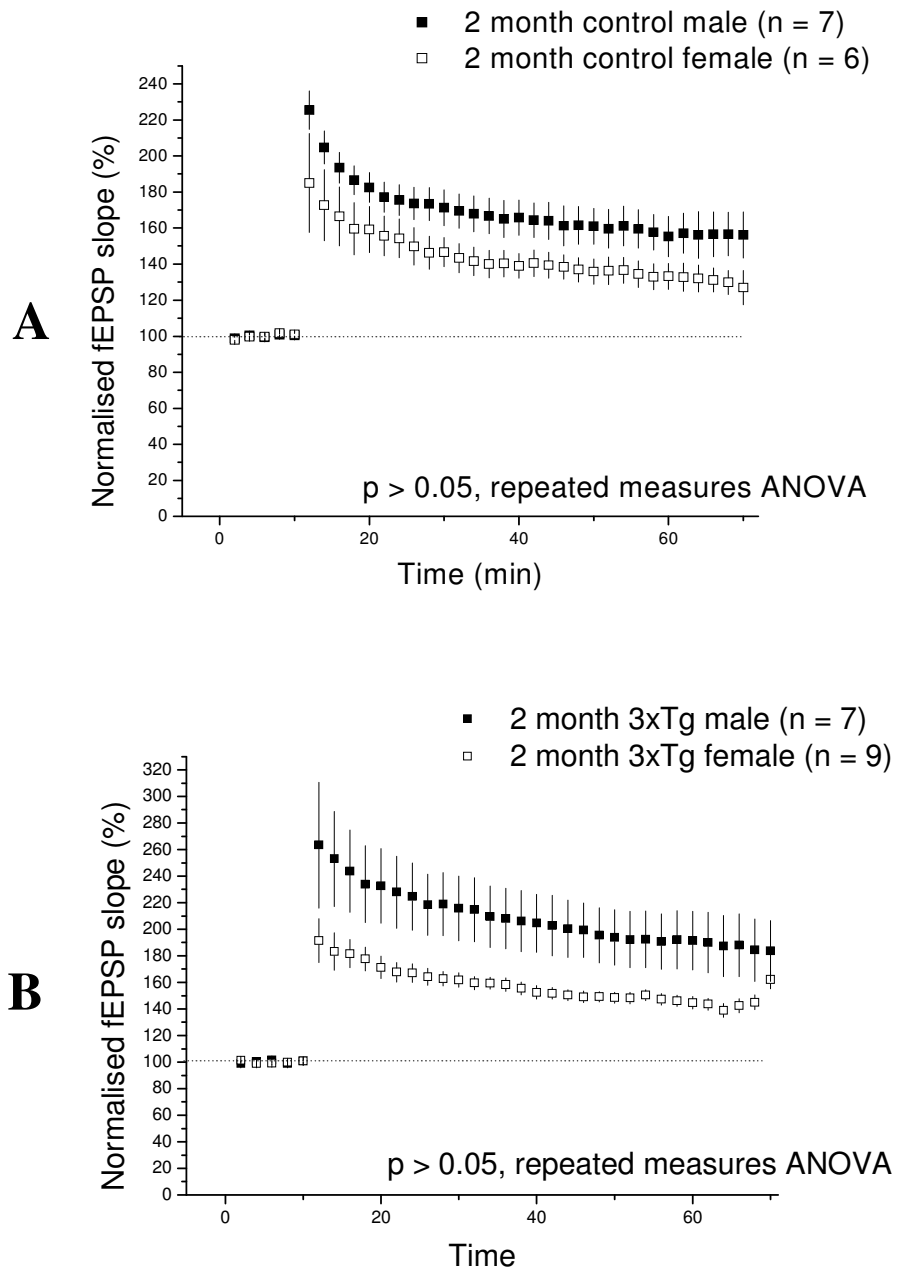 A
2 month control male (n = 7)
2 month control female (n = 6)
Normalised fEPSP slope (%)
240
220
200
180
160
140
120
100
80
60
40
20
0
p > 0.05, repeated measures ANOVA
0 20 40 60
Time (min)
B
2 month 3xTg male (n = 7)
2 month 3xTg female (n = 9)
Normalised fEPSP slope (%)
320
300
280
260
240
220
200
180
160
140
120
100
80
60
40
20
0
p > 0.05, repeated measures ANOVA
0 20 40 60
Time